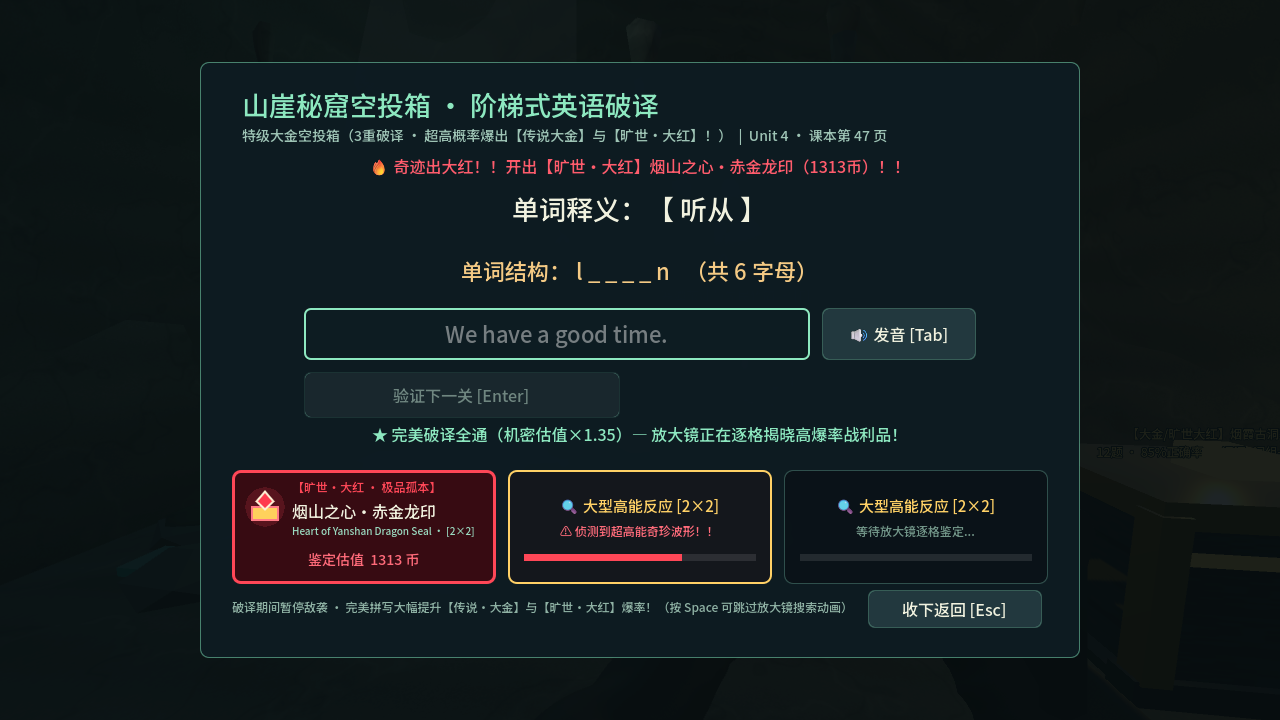 山崖秘窟空投箱 · 阶梯式英语破译
特级大金空投箱（3重破译 · 超高概率爆出【传说大金】与【旷世·大红】！）｜ Unit 4 · 课本第 47 页
🔥 奇迹出大红！！开出【旷世·大红】烟山之心·赤金龙印（1313币）！！
单词释义：【 听从 】
单词结构： l _ _ _ _ n （共 6 字母）
We have a good time.
🔊 发音 [Tab]
验证下一关 [Enter]
★ 完美破译全通（机密估值×1.35）— 放大镜正在逐格揭晓高爆率战利品！
【旷世·大红 · 极品孤本】
烟山之心·赤金龙印
Heart of Yanshan Dragon Seal · [2×2]
鉴定估值 1313 币
🔍 大型高能反应 [2×2]
⚠ 侦测到超高能奇珍波形！！
🔍 大型高能反应 [2×2]
等待放大镜逐格鉴定...
破译期间暂停敌袭 · 完美拼写大幅提升【传说·大金】与【旷世·大红】爆率！（按 Space 可跳过放大镜搜索动画）
收下返回 [Esc]